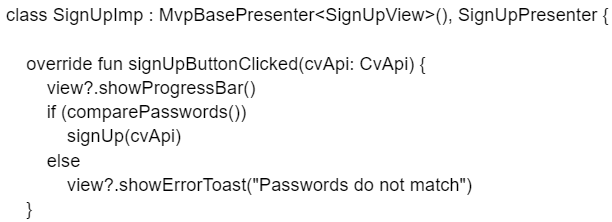 class SignUpImp : MvpBasePresenter<SignUpView>(), SignUpPresenter {
override fun signUpButtonClicked(cvApi: CvApi) {
view?.showProgressBar()
if (comparePasswords())
signUp(cvApi)
else
view?.showErrorToast("Passwords do not match")
}